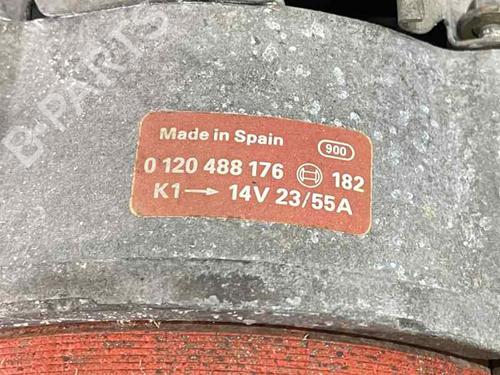 B-PARTS
Made in Spain 900
0 120 488 176 182
K1→ 14V 23/55A